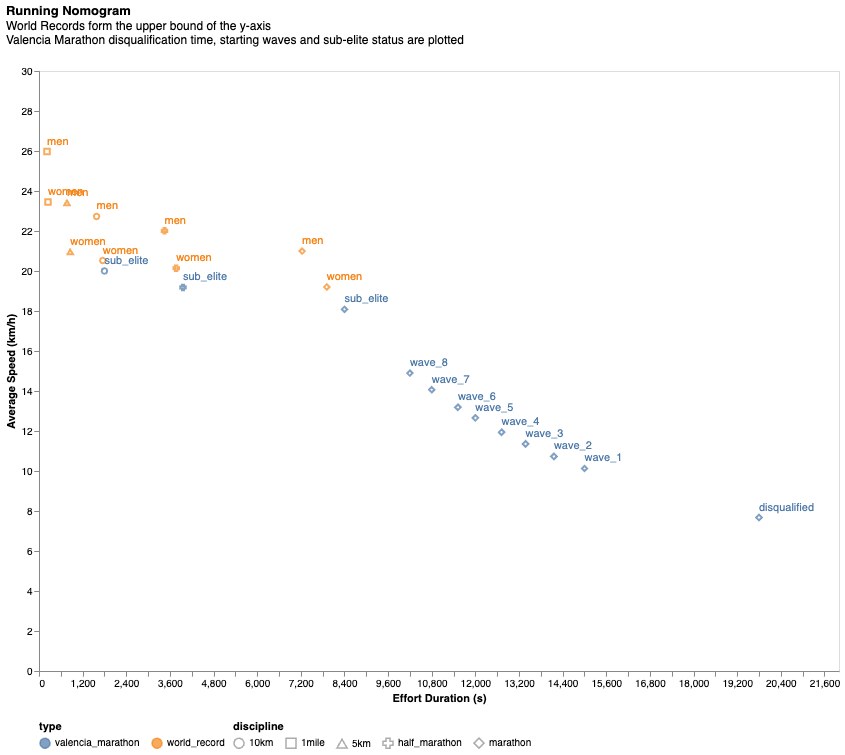 Running Nomogram
World Records form the upper bound of the y-axis
Valencia Marathon disqualification time, starting waves and sub-elite status are plotted
30
28
26
24
22
20
18
16
14
12
10
8
6
4
2
0
Average Speed (km/h)
men
women
men
men
women
women
sub_elite
men
women
sub_elite
men
women
sub_elite
wave_8
wave_7
wave_6
wave_5
wave_4
wave_3
wave_2
wave_1
disqualified
0 1,200 2,400 3,600 4,800 6,000 7,200 8,400 9,600 10,800 12,000 13,200 14,400 15,600 16,800 18,000 19,200 20,400 21,600
Effort Duration (s)
type
valencia_marathon world_record
discipline
10km 1mile 5km half_marathon marathon